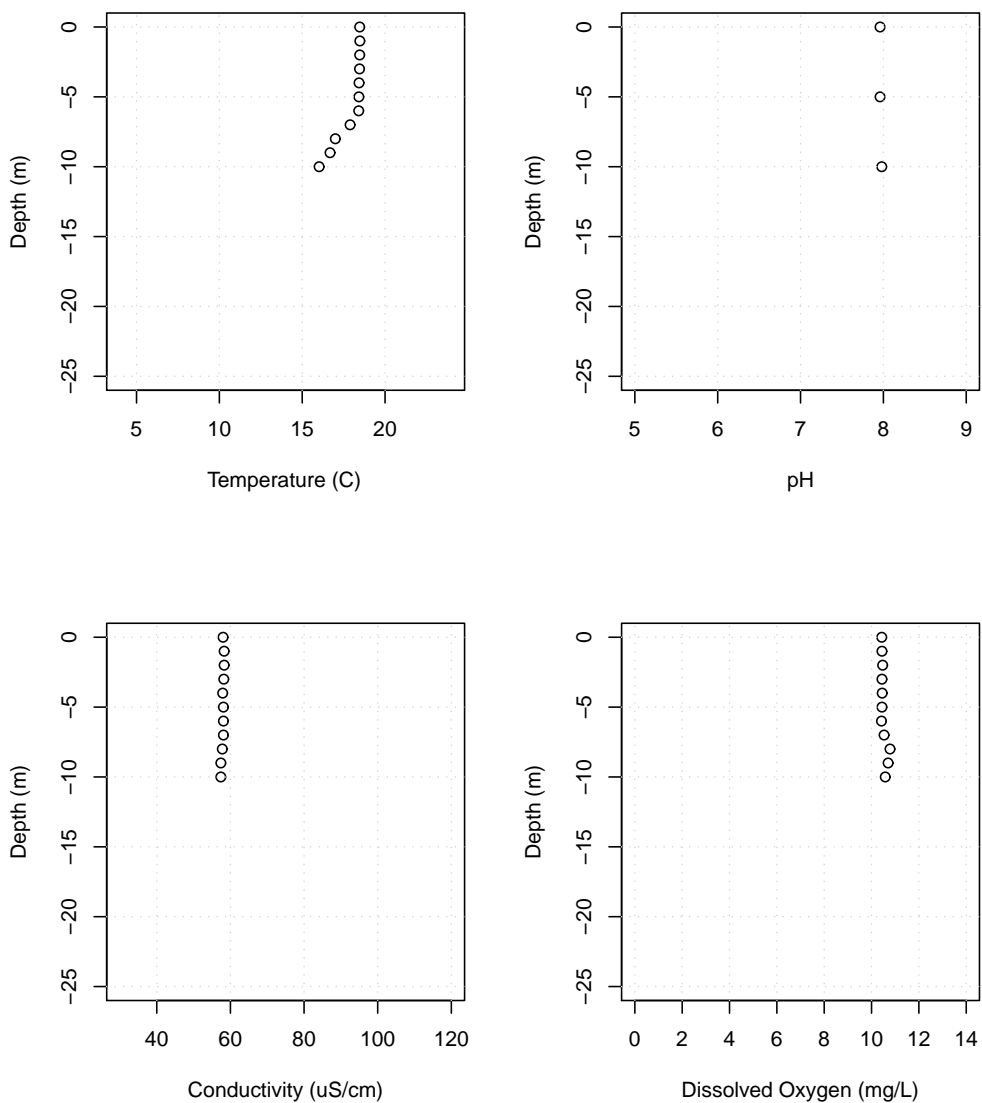 0
−5
−10
−15
−20
−25
Depth (m)
5 10 15 20
Temperature (C)
0
−5
−10
−15
−20
−25
Depth (m)
5 6 7 8 9
pH
0
−5
−10
−15
−20
−25
Depth (m)
40 60 80 100 120
Conductivity (uS/cm)
0
−5
−10
−15
−20
−25
Depth (m)
0 2 4 6 8 10 12 14
Dissolved Oxygen (mg/L)